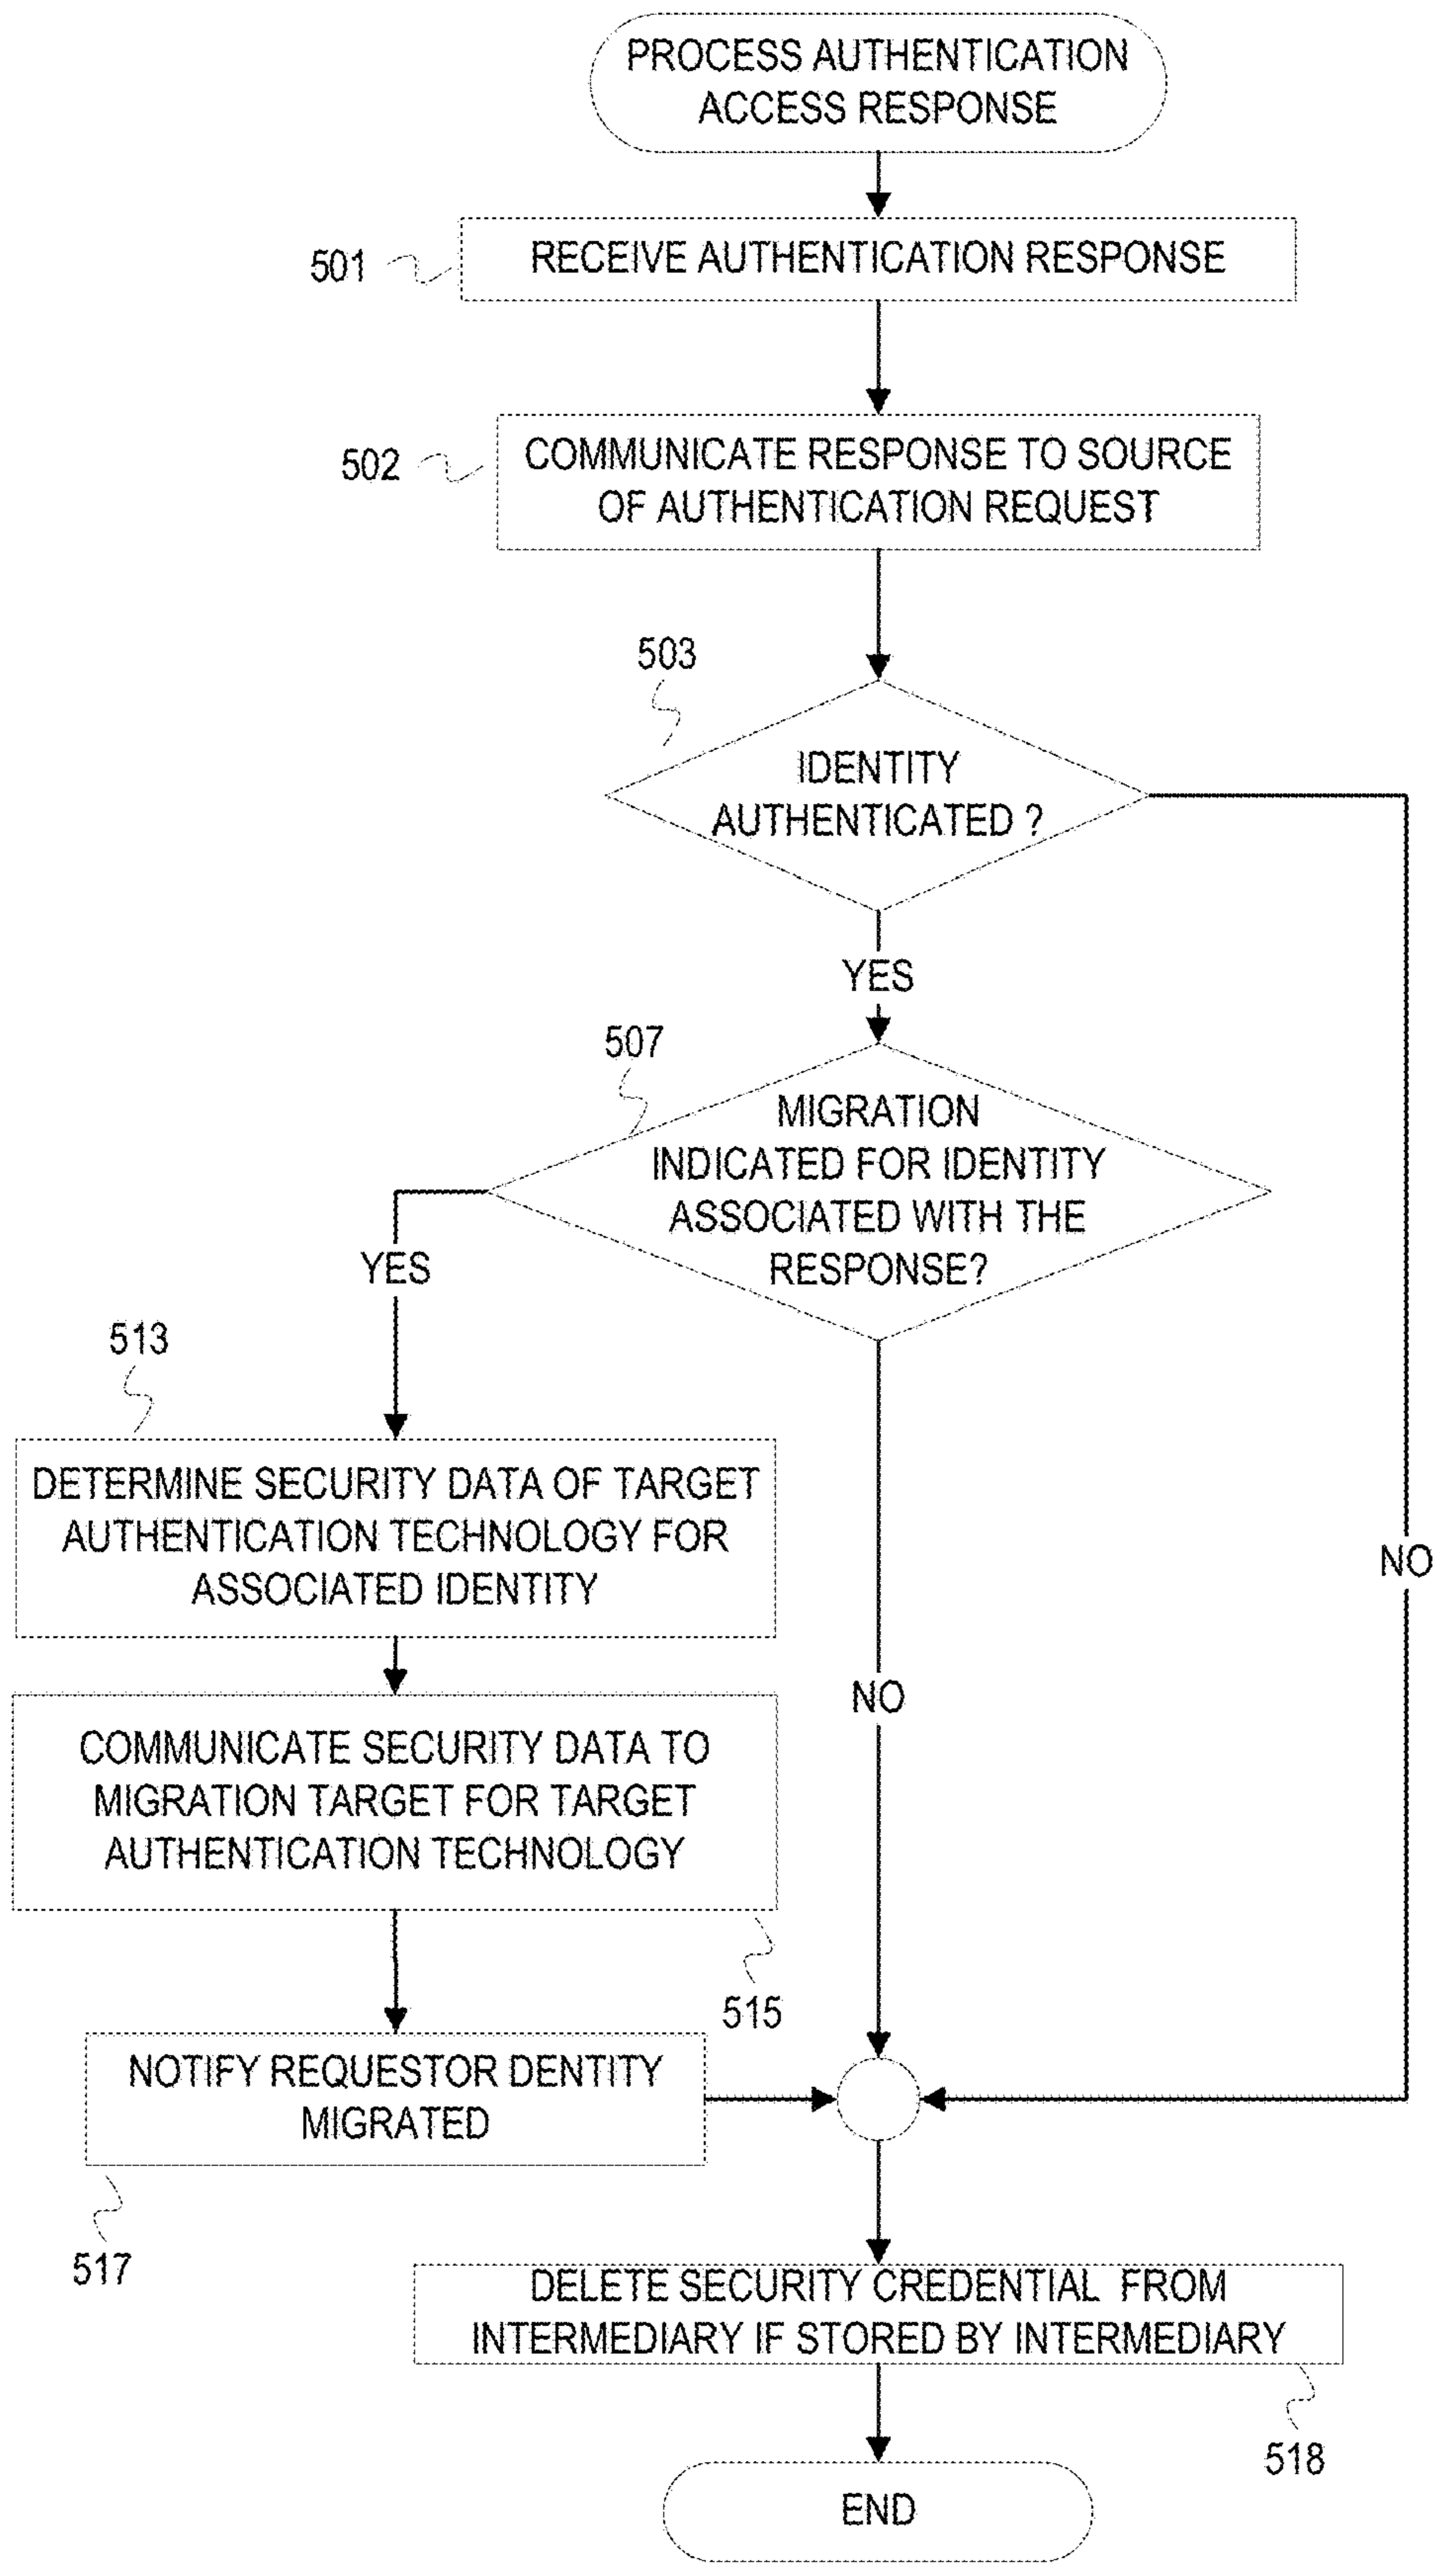 PROCESS AUTHENTICATION
ACCESS RESPONSE
501
RECEIVE AUTHENTICATION RESPONSE
502
COMMUNICATE RESPONSE TO SOURCE
OF AUTHENTICATION REQUEST
503
IDENTITY
AUTHENTICATED ?
YES
507
MIGRATION
INDICATED FOR IDENTITY
ASSOCIATED WITH THE
RESPONSE?
YES
513
DETERMINE SECURITY DATA OF TARGET
AUTHENTICATION TECHNOLOGY FOR
ASSOCIATED IDENTITY
NO
NO
COMMUNICATE SECURITY DATA TO
MIGRATION TARGET FOR TARGET
AUTHENTICATION TECHNOLOGY
515
NOTIFY REQUESTOR DENTITY
MIGRATED
517
DELETE SECURITY CREDENTIAL FROM
INTERMEDIARY IF STORED BY INTERMEDIARY
518
END